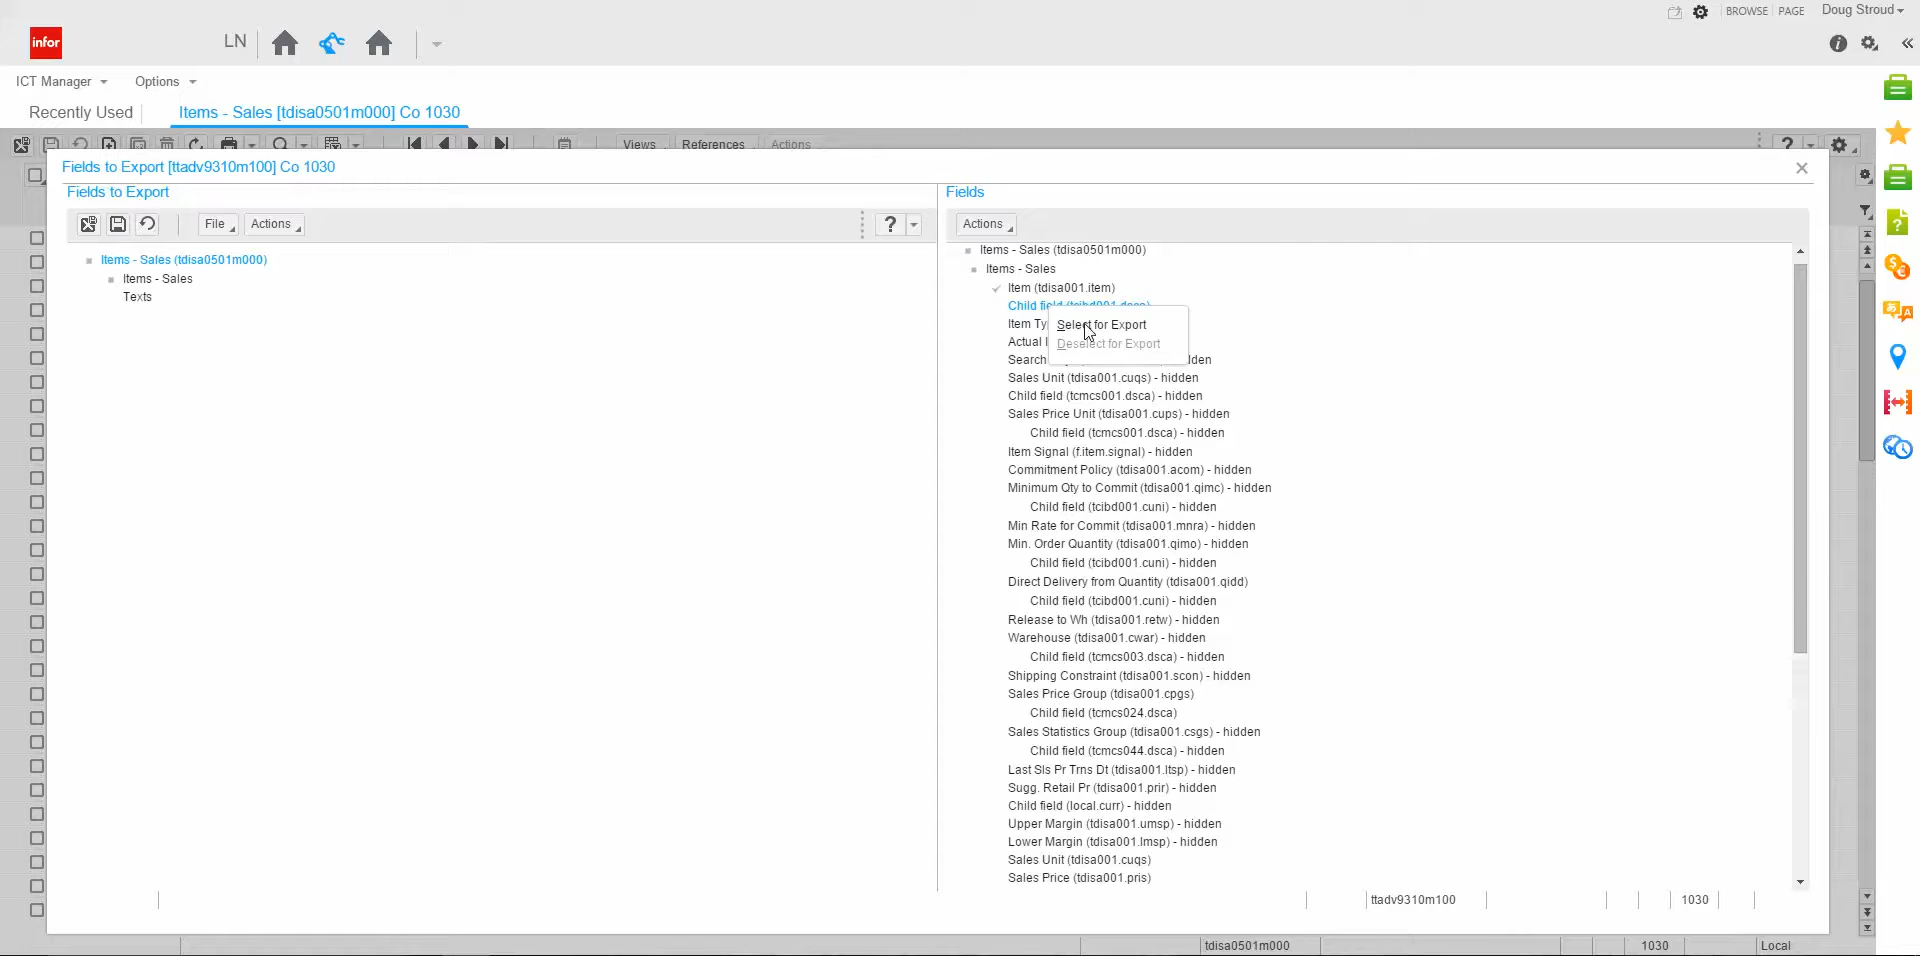 BROWSE PAGE Doug Stroud
infor LN
ICT Manager Options
Recently Used Items - Sales [tdisa0501m000] Co 1030
Views References Actions ?
Fields to Export [ttadv9310m100] Co 1030
Fields to Export
File Actions ?
Items - Sales (tdisa0501m000)
Items - Sales
Texts
Fields
Actions
Items - Sales (tdisa0501m000)
Items - Sales
Item (tdisa001.item)
Child field (tcibd001.dsca)
Item Ty
Actual
Search lden
Select for Export
Deselect for Export
Sales Unit (tdisa001.cuqs) - hidden
Child field (tcmcs001.dsca) - hidden
Sales Price Unit (tdisa001.cups) - hidden
Child field (tcmcs001.dsca) - hidden
Item Signal (f.item.signal) - hidden
Commitment Policy (tdisa001.acom) - hidden
Minimum Qty to Commit (tdisa001.qimc) - hidden
Child field (tcibd001.cuni) - hidden
Min Rate for Commit (tdisa001.mnra) - hidden
Min. Order Quantity (tdisa001.qimo) - hidden
Child field (tcibd001.cuni) - hidden
Direct Delivery from Quantity (tdisa001.qidd)
Child field (tcibd001.cuni) - hidden
Release to Wh (tdisa001.retw) - hidden
Warehouse (tdisa001.cwar) - hidden
Child field (tcmcs003.dsca) - hidden
Shipping Constraint (tdisa001.scon) - hidden
Sales Price Group (tdisa001.cpgs)
Child field (tcmcs024.dsca)
Sales Statistics Group (tdisa001.csgs) - hidden
Child field (tcmcs044.dsca) - hidden
Last Sls Pr Trns Dt (tdisa001.ltsp) - hidden
Sugg. Retail Pr (tdisa001.prir) - hidden
Child field (local.curr) - hidden
Upper Margin (tdisa001.umsp) - hidden
Lower Margin (tdisa001.lmsp) - hidden
Sales Unit (tdisa001.cuqs)
Sales Price (tdisa001.pris)
ttadv9310m100 1030
tdisa0501m000 1030 Local